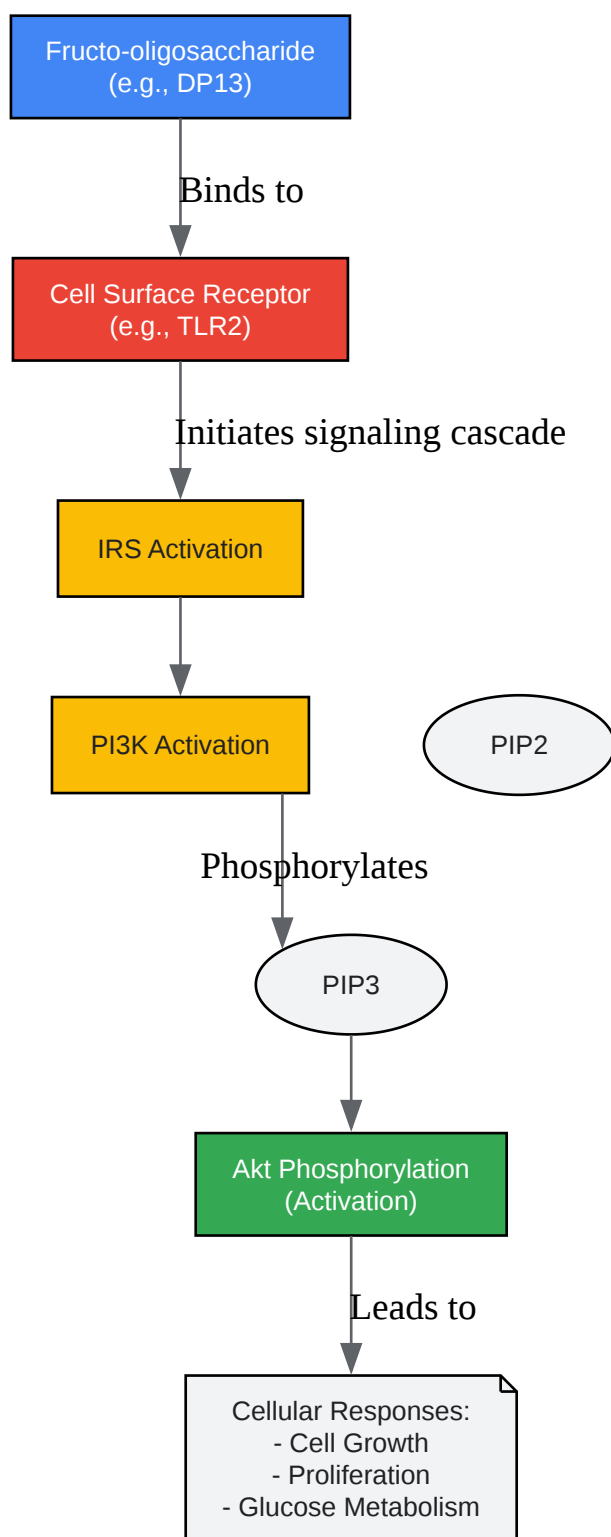 Fructo-oligosaccharide
(e.g., DP13)
Binds to
Cell Surface Receptor
(e.g., TLR2)
Initiates signaling cascade
IRS Activation
PI3K Activation
PIP2
Phosphorylates
PIP3
Akt Phosphorylation
(Activation)
Leads to
Cellular Responses:
- Cell Growth
- Proliferation
- Glucose Metabolism